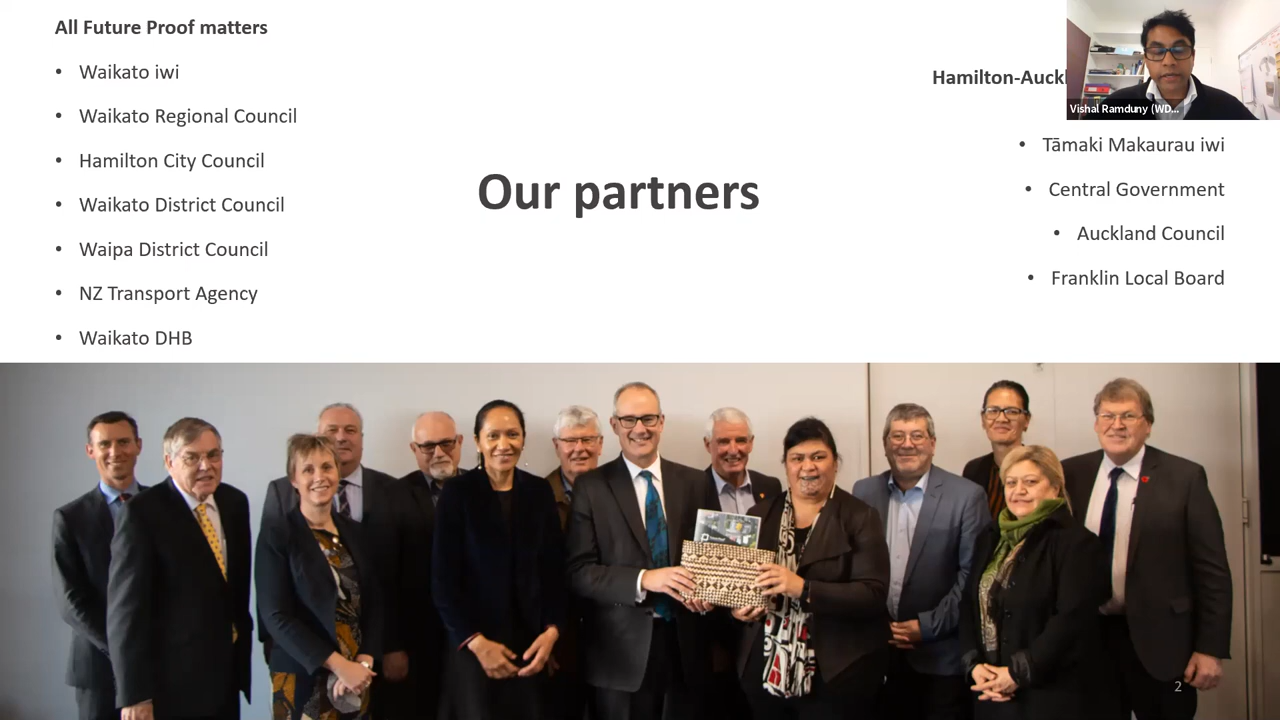 All Future Proof matters
• Waikato iwi
• Waikato Regional Council
• Hamilton City Council
• Waikato District Council
• Waipa District Council
• NZ Transport Agency
• Waikato DHB
Our partners
Hamilton-Auckl
• Tāmaki Makaurau iwi
• Central Government
• Auckland Council
• Franklin Local Board
Vishal Ramduny (WD...
2